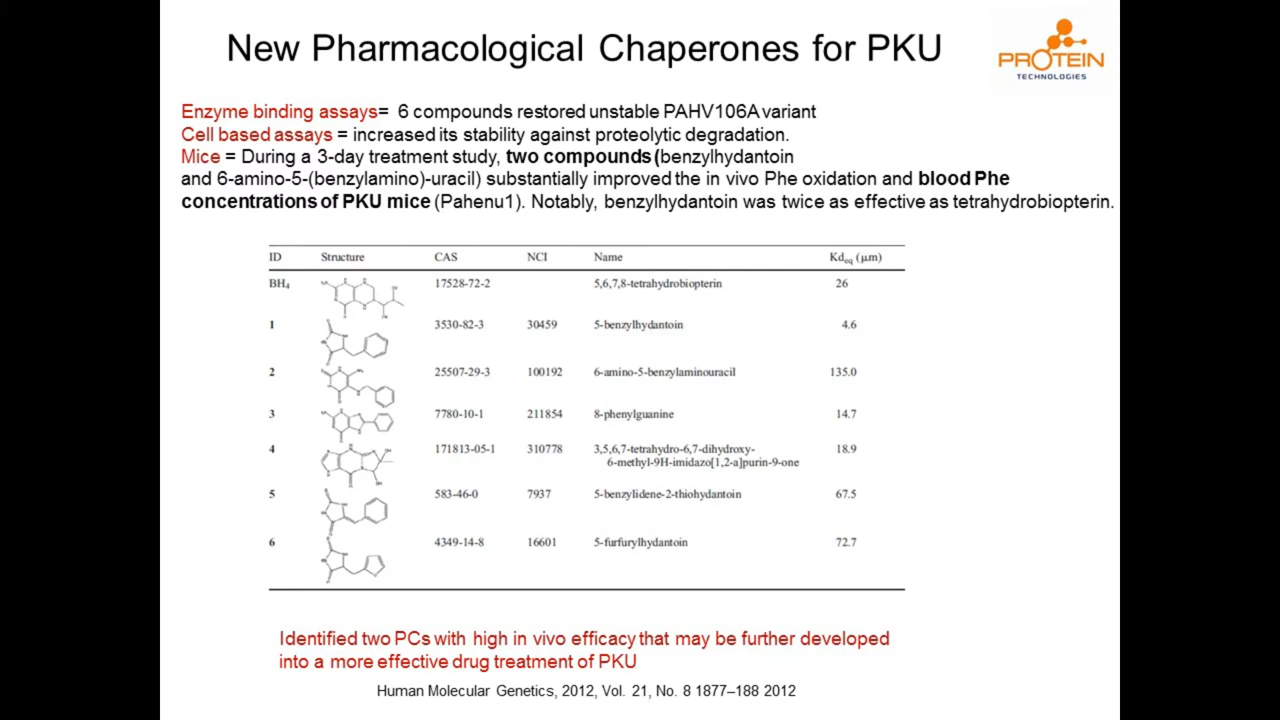 New Pharmacological Chaperones for PKU
PROTEIN
TECHNOLOGIES
Enzyme binding assays= 6 compounds restored unstable PAHV106A variant
Cell based assays = increased its stability against proteolytic degradation.
Mice = During a 3-day treatment study, two compounds (benzylhydantoin
and 6-amino-5-(benzylamino)-uracil) substantially improved the in vivo Phe oxidation and blood Phe
concentrations of PKU mice (Pahenu1). Notably, benzylhydantoin was twice as effective as tetrahydrobiopterin.
ID Structure CAS NCI Name Kdeq (μm)
BH4 17528-72-2 5,6,7,8-tetrahydrobiopterin 26
1 3530-82-3 30459 5-benzylhydantoin 4.6
2 25507-29-3 100192 6-amino-5-benzylaminouracil 135.0
3 7780-10-1 211854 8-phenylguanine 14.7
4 171813-05-1 310778 3,5,6,7-tetrahydro-6,7-dihydroxy- 18.9
6-methyl-9H-imidazo[1,2-a]purin-9-one
5 583-46-0 7937 5-benzylidene-2-thiohydantoin 67.5
6 4349-14-8 16601 5-furfurylhydantoin 72.7
Identified two PCs with high in vivo efficacy that may be further developed
into a more effective drug treatment of PKU
Human Molecular Genetics, 2012, Vol. 21, No. 8 1877–188 2012